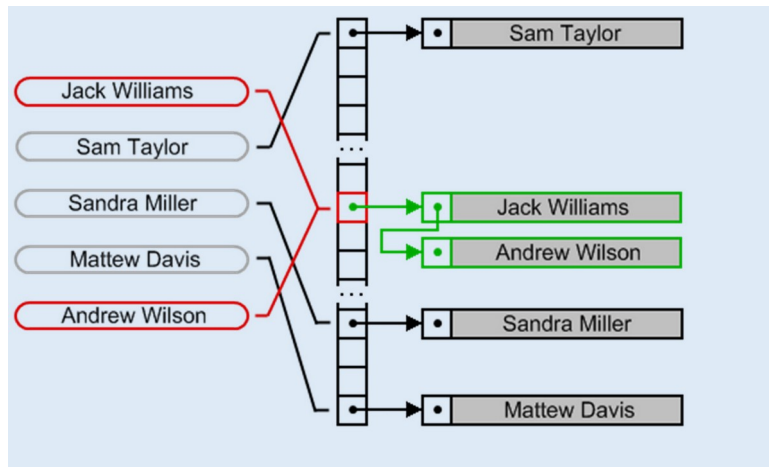 Jack Williams
Sam Taylor
Sandra Miller
Mattew Davis
Andrew Wilson
...
...
Sam Taylor
Jack Williams
Andrew Wilson
Sandra Miller
Mattew Davis